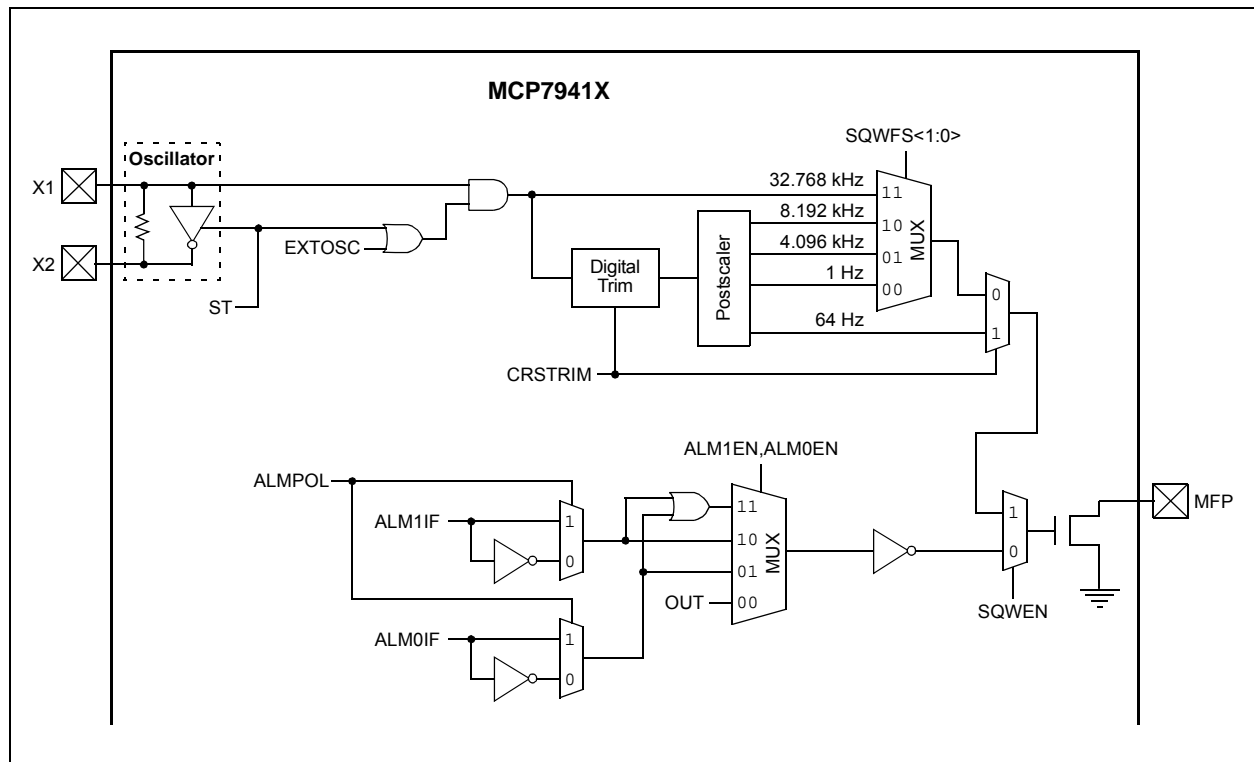 MCP7941X
SQWFS<1:0>
Oscillator
X1
32.768 kHz
11
8.192 kHz
10
EXTOSC
4.096 kHz
01
MUX
X2
Digital
Trim
Postscaler
1 Hz
00
0
ST
64 Hz
1
CRSTRIM
ALM1EN,ALM0EN
ALMPOL
MFP
ALM1IF
1
11
1
0
10
MUX
0
01
OUT
00
SQWEN
ALM0IF
1
0